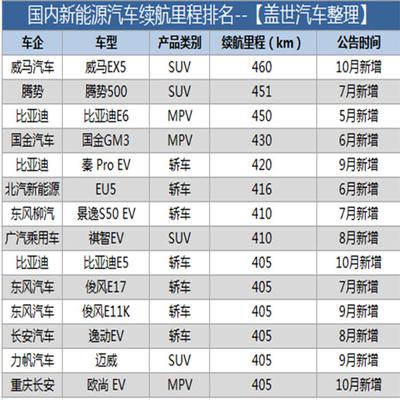 国内新能源汽车续航里程排名--【盖世汽车整理】
车企 车型 产品类别 续航里程（km） 公告时间
威马汽车 威马EX5 SUV 460 10月新增
腾势 腾势500 SUV 451 7月新增
比亚迪 比亚迪E6 MPV 450 5月新增
国金汽车 国金GM3 MPV 430 6月新增
比亚迪 秦 Pro EV 轿车 420 9月新增
北汽新能源 EU5 轿车 416 6月新增
东风柳汽 景逸S50 EV 轿车 410 7月新增
广汽乘用车 祺智EV SUV 410 8月新增
比亚迪 比亚迪E5 轿车 405 10月新增
东风汽车 俊风E17 轿车 405 7月新增
东风汽车 俊风E11K 轿车 405 9月新增
长安汽车 逸动EV 轿车 405 8月新增
力帆汽车 迈威 SUV 405 9月新增
重庆长安 欧尚 EV MPV 405 10月新增